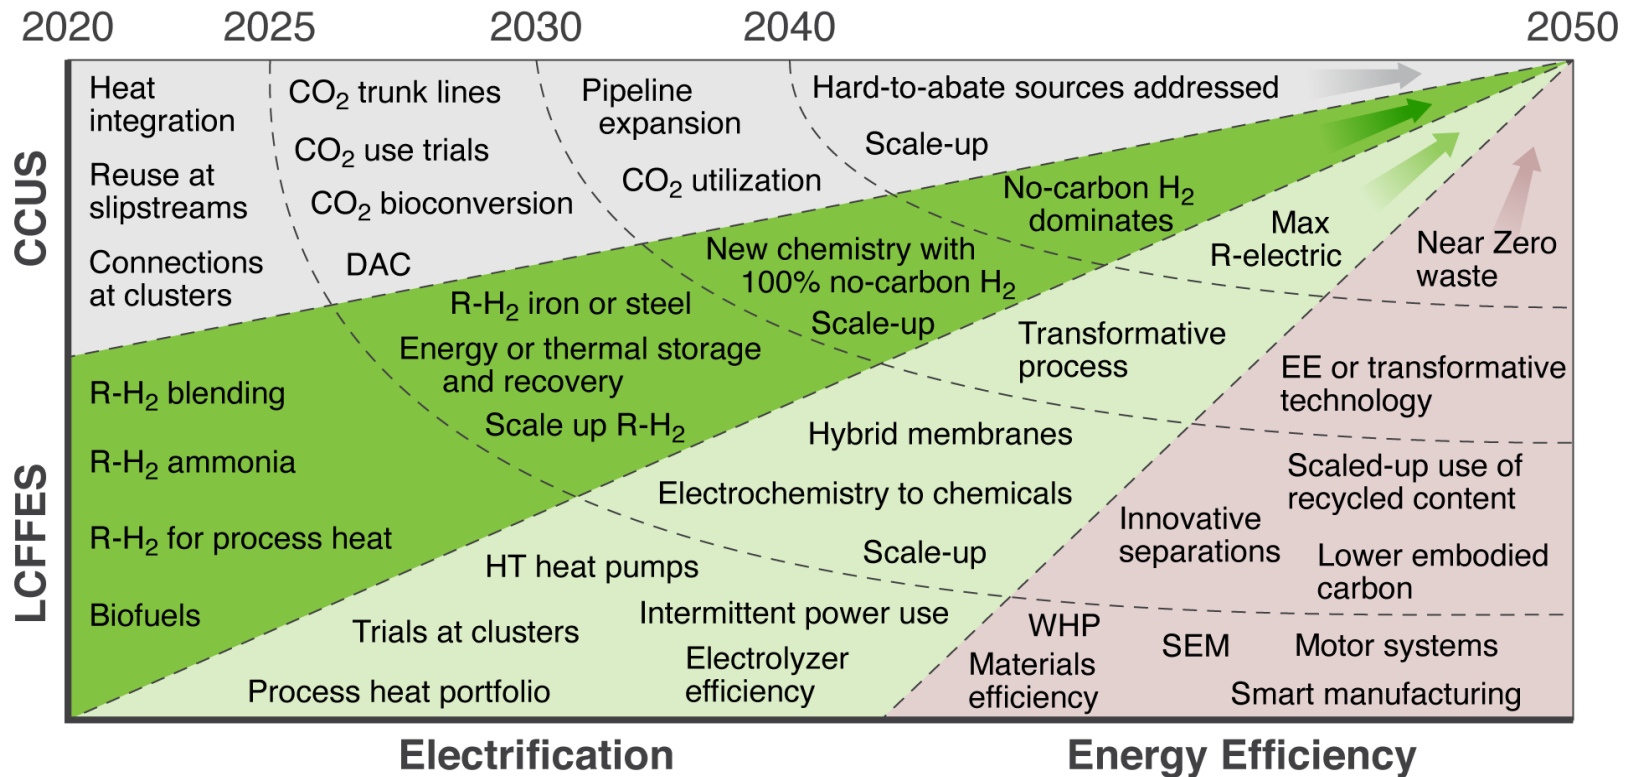 2020 2025 2030 2040 2050
CCUS
Heat
integration
Reuse at
slipstreams
Connections
at clusters
CO₂ trunk lines
CO₂ use trials
CO₂ bioconversion
DAC
Pipeline
expansion
CO₂ utilization
Hard-to-abate sources addressed
Scale-up
LCFFES
R-H₂ blending
R-H₂ ammonia
R-H₂ for process heat
Biofuels
R-H₂ iron or steel
Energy or thermal storage
and recovery
Scale up R-H₂
New chemistry with
100% no-carbon H₂
Scale-up
No-carbon H₂
dominates
HT heat pumps
Trials at clusters
Process heat portfolio
Intermittent power use
Electrolyzer
efficiency
Hybrid membranes
Electrochemistry to chemicals
Scale-up
Transformative
process
Max
R-electric
WHP
Materials
efficiency
SEM
Motor systems
Smart manufacturing
Innovative
separations
Scaled-up use of
recycled content
Lower embodied
carbon
EE or transformative
technology
Near Zero
waste
Electrification
Energy Efficiency